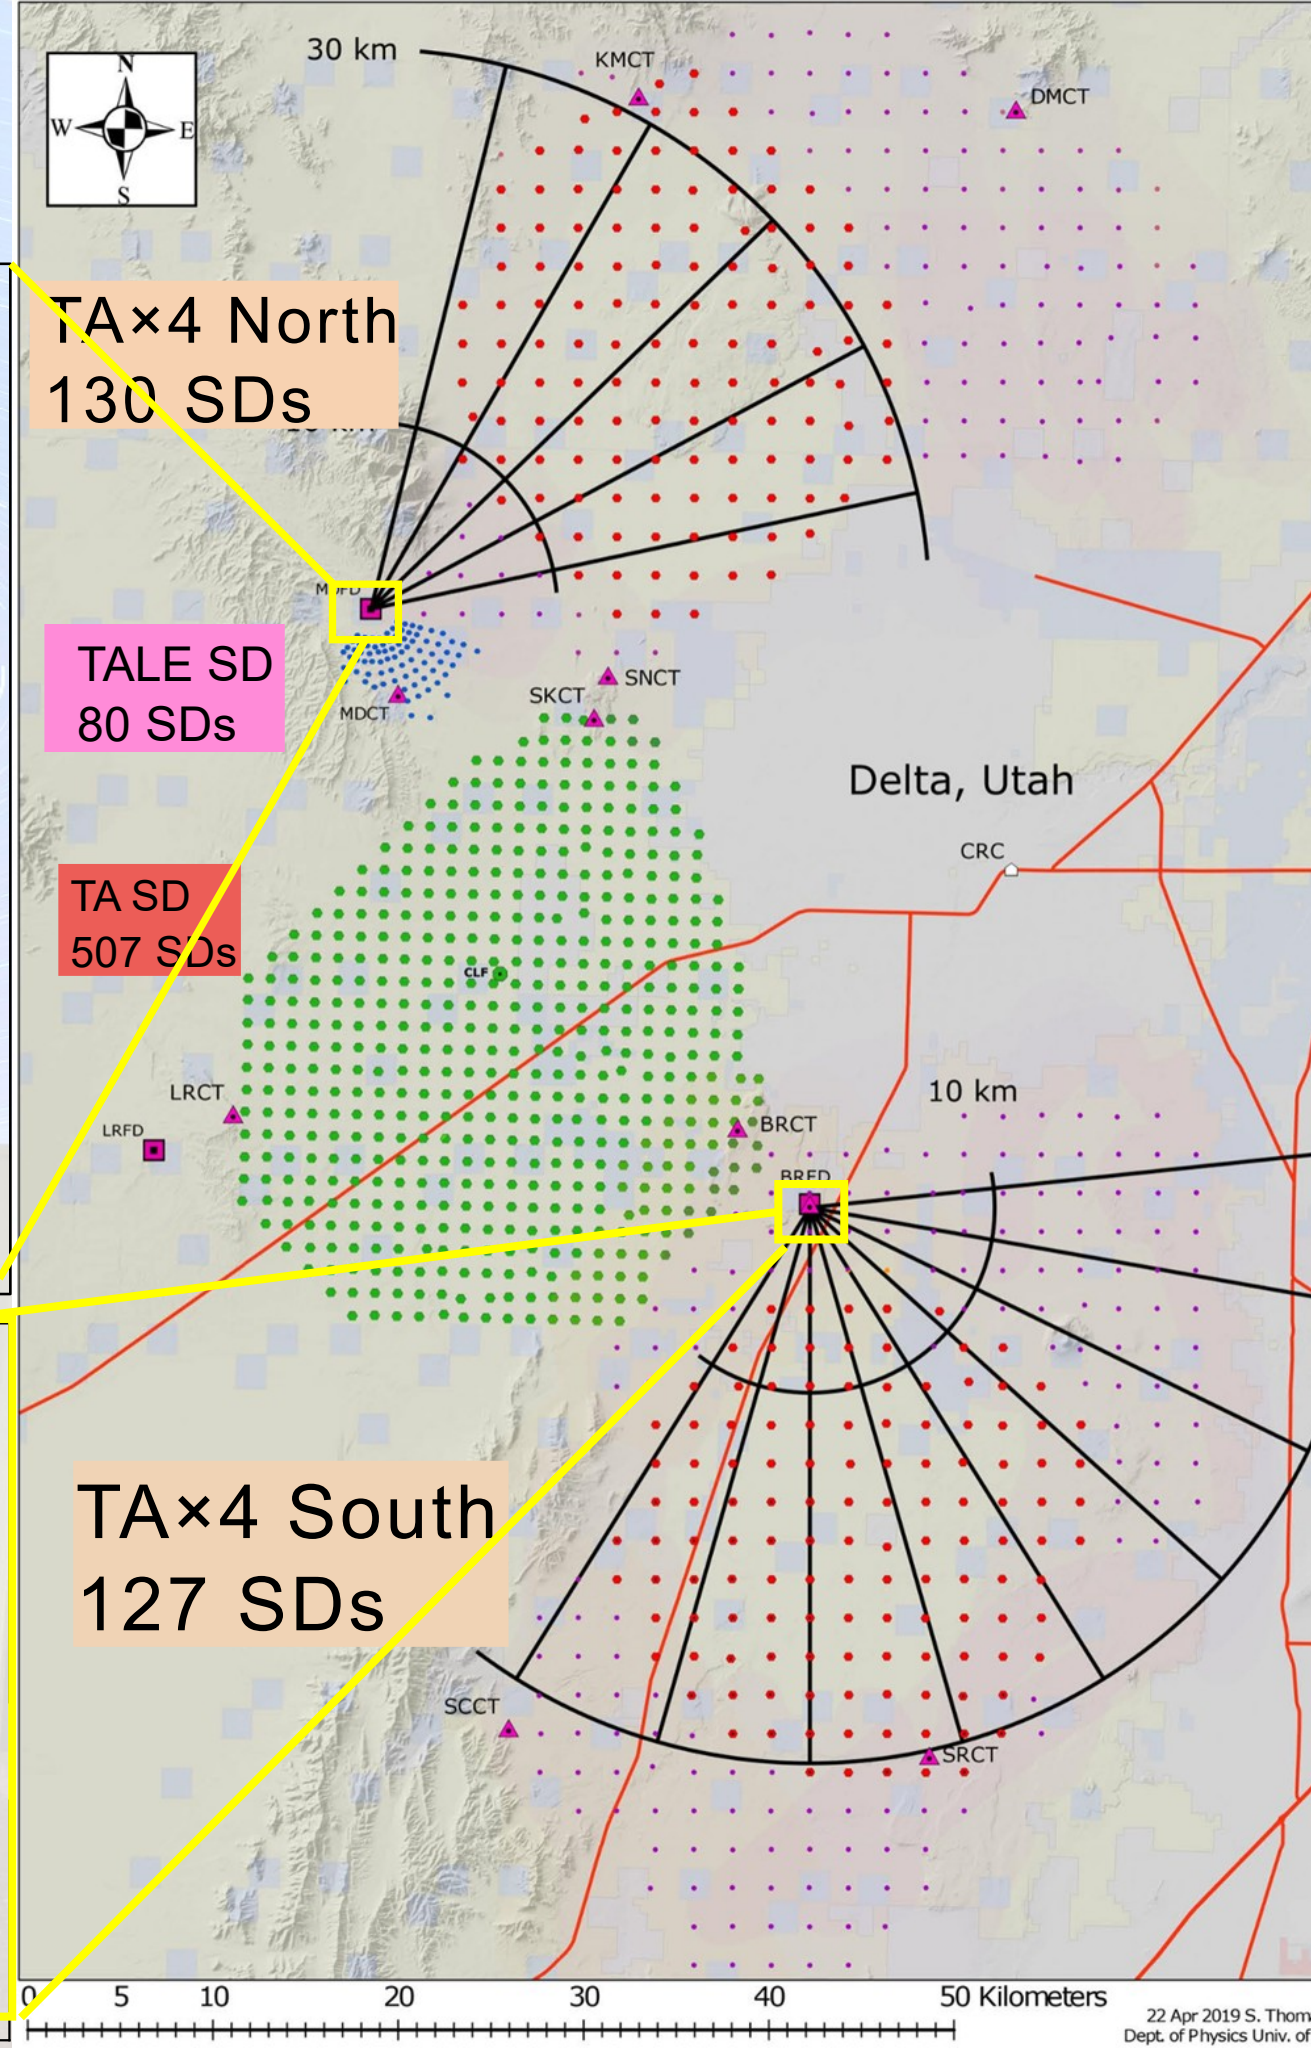 30 km
KMCT
DMCT
N
W
E
S
TA×4 North
130 SDs
MDFD
TALE SD
80 SDs
SNCT
SKCT
MDCT
Delta, Utah
CRC
TA SD
507 SDs
CLF
10 km
LRCT
BRCT
LRFD
BRFD
TA×4 South
127 SDs
SCCT
SRCT
0 5 10 20 30 40 50 Kilometers
22 Apr 2019 S. Thom
Dept. of Physics Univ. of